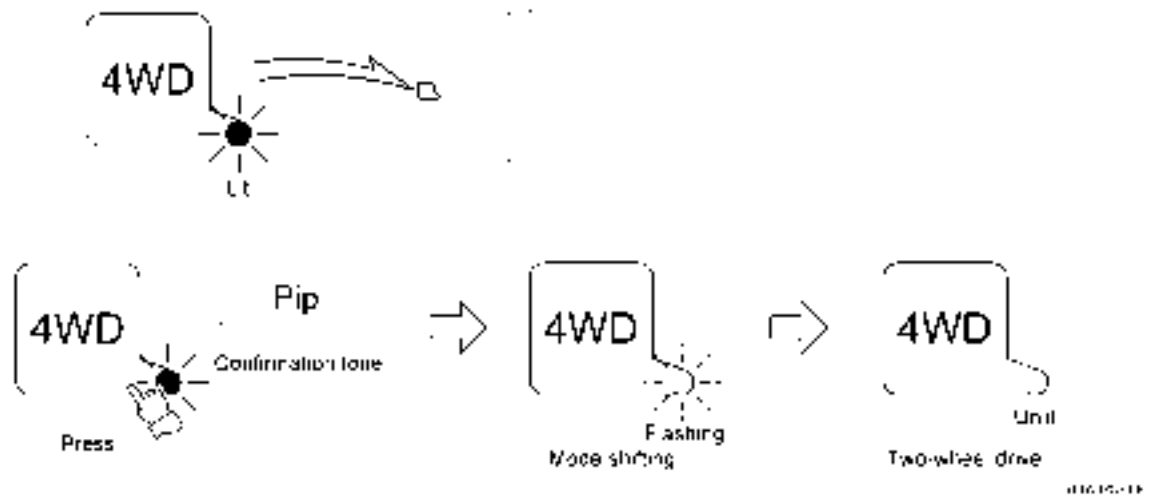 4WD
Lit
Pip
4WD
4WD
4WD
Confirmation tone
Press
Flashing
Unlit
Mode shifting
Two-wheel drive